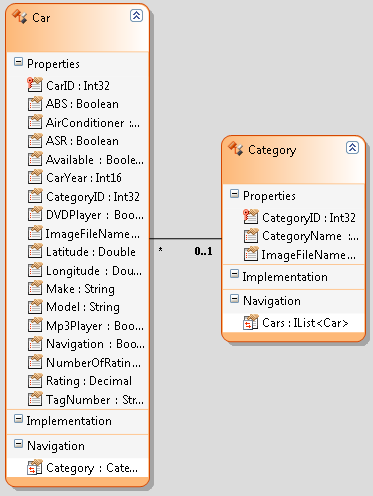 Car
Properties
CarID : Int32
ABS : Boolean
AirConditioner :...
ASR : Boolean
Available : Boole...
CarYear : Int16
CategoryID : Int32
DVDPlayer : Boo...
ImageFileName...
Latitude : Double
Longitude : Dou...
Make : String
Model : String
Mp3Player : Boo...
Navigation : Boo...
NumberOfRatin...
Rating : Decimal
TagNumber : Str...
Implementation
Navigation
Category : Cate...
* 0..1
Category
Properties
CategoryID : Int32
CategoryName :...
ImageFileName...
Implementation
Navigation
Cars : IList<Car>